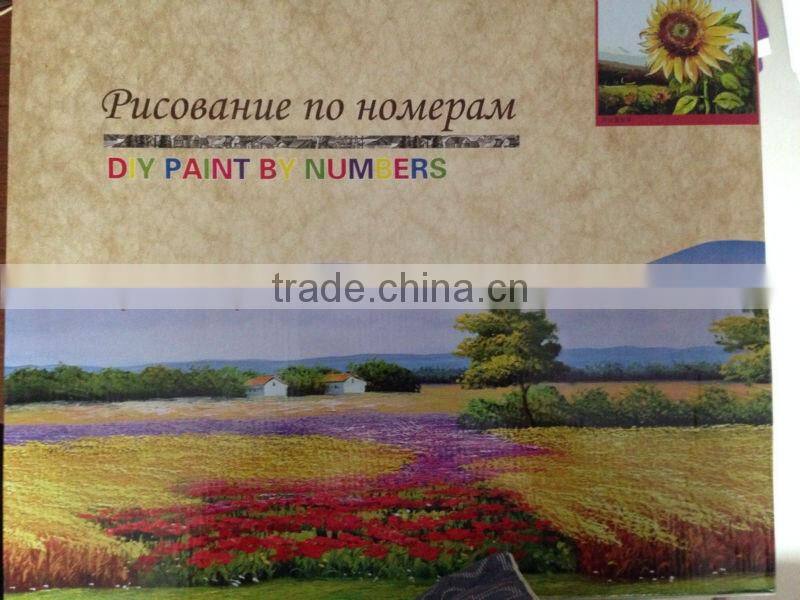 Рисование по номерам
DIY PAINT BY NUMBERS
trade.china.cn